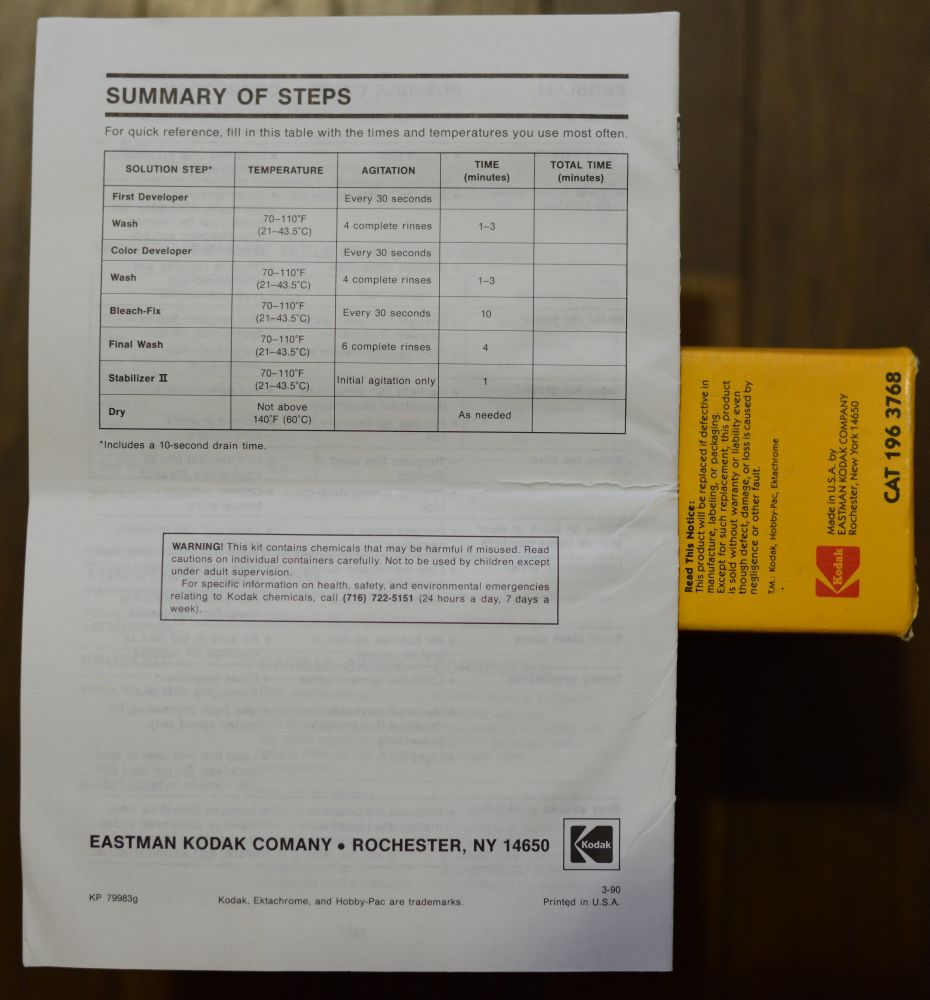 SUMMARY OF STEPS
For quick reference, fill in this table with the times and temperatures you use most often.
SOLUTION STEP* TEMPERATURE AGITATION TIME (minutes) TOTAL TIME (minutes)
First Developer Every 30 seconds
Wash 70–110°F (21–43.5°C) 4 complete rinses 1–3
Color Developer Every 30 seconds
Wash 70–110°F (21–43.5°C) 4 complete rinses 1–3
Bleach-Fix 70–110°F (21–43.5°C) Every 30 seconds 10
Final Wash 70–110°F (21–43.5°C) 6 complete rinses 4
Stabilizer II 70–110°F (21–43.5°C) Initial agitation only 1
Dry Not above 140°F (60°C) As needed
*Includes a 10-second drain time.
WARNING! This kit contains chemicals that may be harmful if misused. Read
cautions on individual containers carefully. Not to be used by children except
under adult supervision.
For specific information on health, safety, and environmental emergencies
relating to Kodak chemicals, call (716) 722-5151 (24 hours a day, 7 days a
week).
EASTMAN KODAK COMANY • ROCHESTER, NY 14650
Kodak
KP 79983g
Kodak, Ektachrome, and Hobby-Pac are trademarks.
3-90
Printed in U.S.A.
Read This Notice:
This product will be replaced if defective in
manufacture, labeling, or packaging.
Except for such replacement, this product
is sold without warranty or liability even
though defect, damage, or loss is caused by
negligence or other fault.
T.M.: Kodak, Hobby-Pac, Ektachrome
Kodak
Made in U.S.A. by
EASTMAN KODAK COMPANY
Rochester, New York 14650
CAT 196 3768